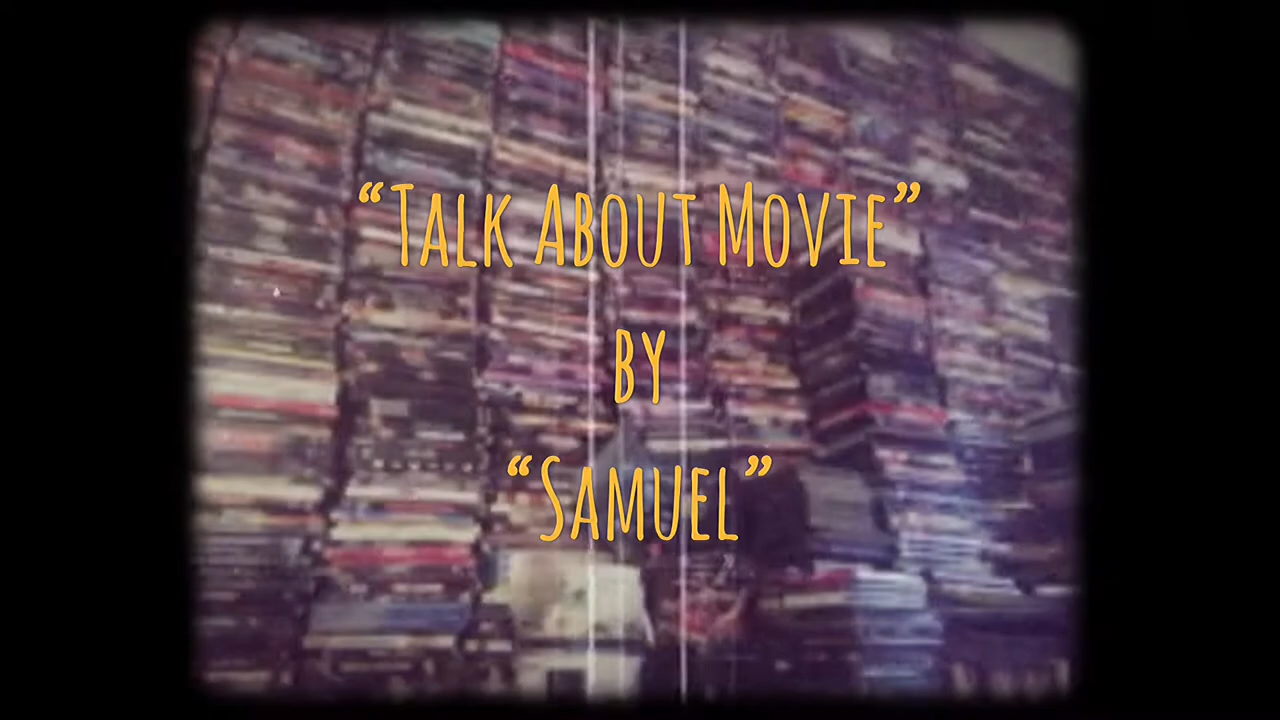 “Talk About Movie”
by
“Samuel”